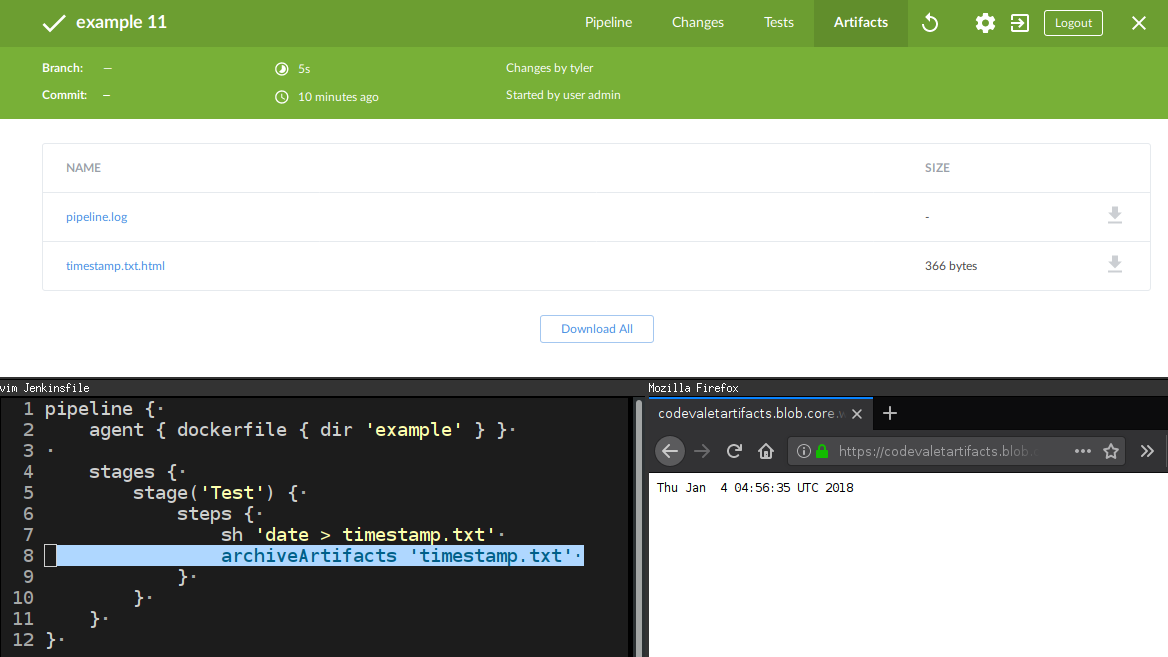 example 11 Pipeline Changes Tests Artifacts Logout
Branch: — 5s Changes by tyler
Commit: — 10 minutes ago Started by user admin
NAME SIZE
pipeline.log -
timestamp.txt.html 366 bytes
Download All
vim Jenkinsfile
1 pipeline {·
2     agent { dockerfile { dir 'example' } }·
3 ·
4     stages {·
5         stage('Test') {·
6             steps {·
7                 sh 'date > timestamp.txt'·
8                 archiveArtifacts 'timestamp.txt'·
9             }·
10         }·
11     }·
12 }·
Mozilla Firefox
codevaletartifacts.blob.core.w
https://codevaletartifacts.blob.c
Thu Jan  4 04:56:35 UTC 2018